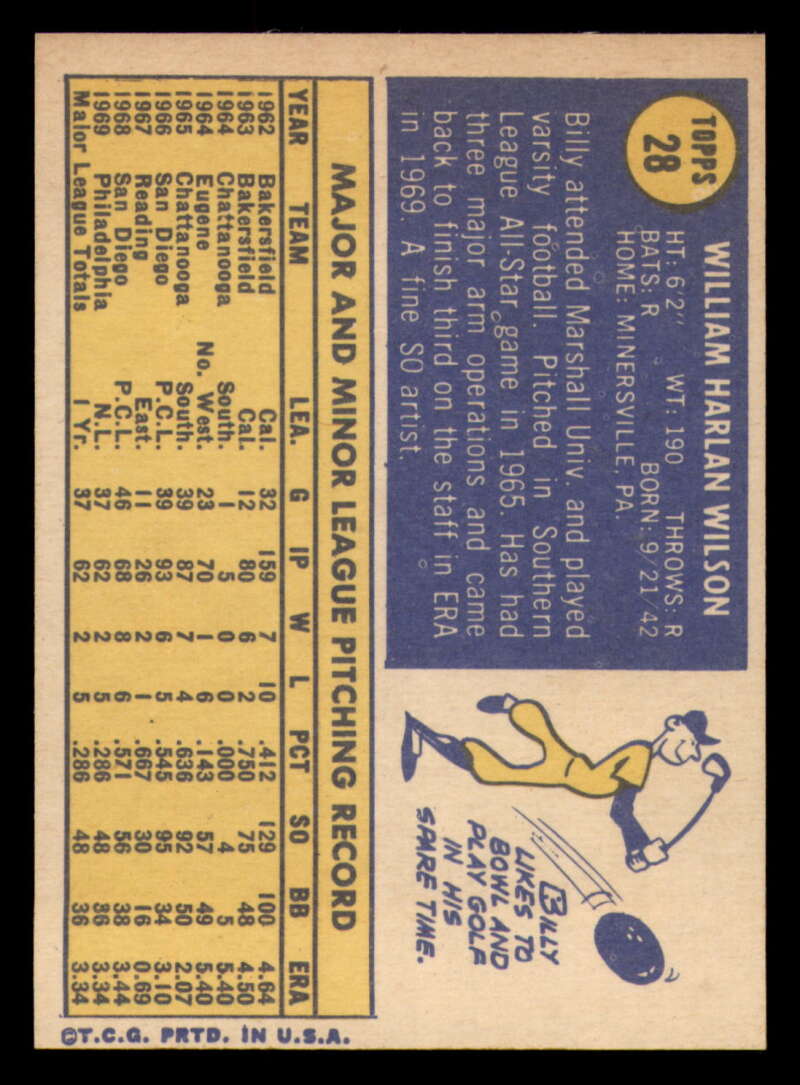 TOPPS
28
WILLIAM HARLAN WILSON
HT: 6'2" WT: 190 THROWS: R
BATS: R BORN: 9/21/42
HOME: MINERSVILLE, PA.
Billy attended Marshall Univ. and played
varsity football. Pitched in Southern
League All-Star game in 1965. Has had
three major arm operations and came
back to finish third on the staff in ERA
in 1969. A fine SO artist.
BILLY
LIKES TO
BOWL AND
PLAY GOLF
IN HIS
SPARE TIME.
MAJOR AND MINOR LEAGUE PITCHING RECORD
YEAR TEAM LEA. G IP W L PCT SO BB ERA
1962 Bakersfield Cal. 32 159 7 10 .412 129 100 4.64
1963 Bakersfield Cal. 12 80 6 2 .750 75 48 4.50
1964 Chattanooga South. 1 5 0 0 .000 4 5 5.40
1964 Eugene No. West. 23 70 1 6 .143 57 49 5.40
1965 Chattanooga South. 39 87 7 4 .636 92 50 2.07
1966 San Diego P.C.L. 39 93 6 5 .545 95 34 3.10
1967 Reading East. 11 26 2 1 .667 30 16 0.69
1968 San Diego P.C.L. 46 68 8 6 .571 56 38 3.44
1969 Philadelphia N.L. 37 62 2 5 .286 48 36 3.34
Major League Totals 1 Yr. 37 62 2 5 .286 48 36 3.34
©T.C.G. PRTD. IN U.S.A.